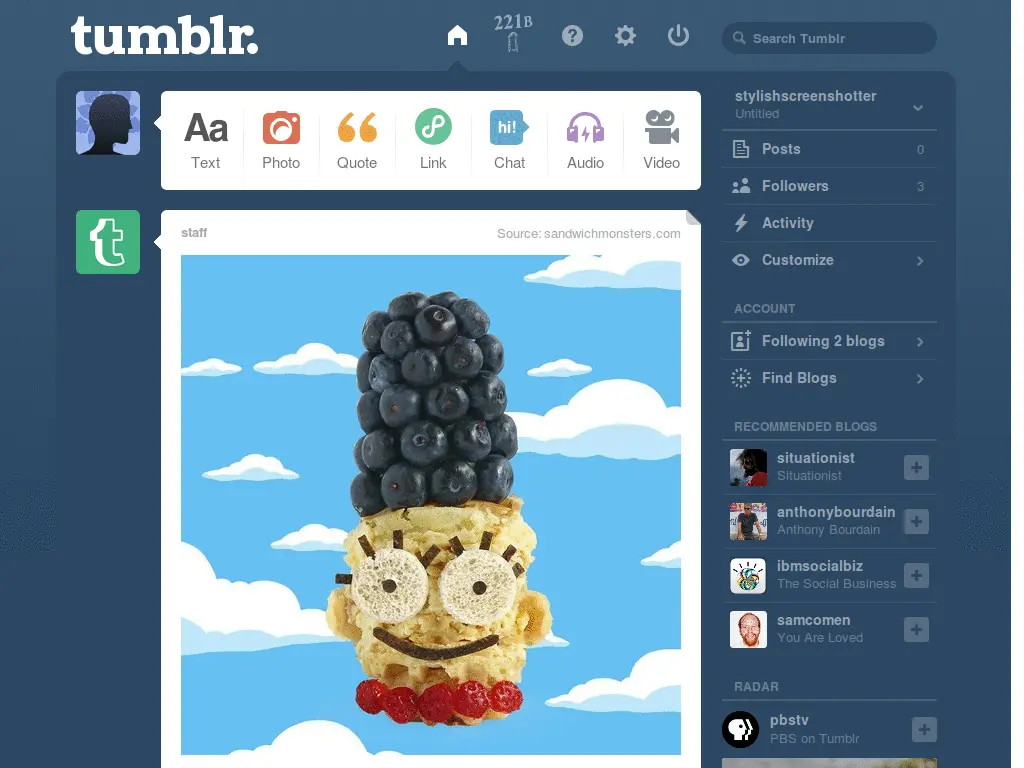 tumblr.
221B
Search Tumblr
Aa
Text
Photo
Quote
Link
hi!
Chat
Audio
Video
staff
Source: sandwichmonsters.com
stylishscreenshotter
Untitled
Posts 0
Followers 3
Activity
Customize
ACCOUNT
Following 2 blogs
Find Blogs
RECOMMENDED BLOGS
situationist
Situationist
anthonybourdain
Anthony Bourdain
ibmsocialbiz
The Social Business
samcomen
You Are Loved
RADAR
pbstv
PBS on Tumblr